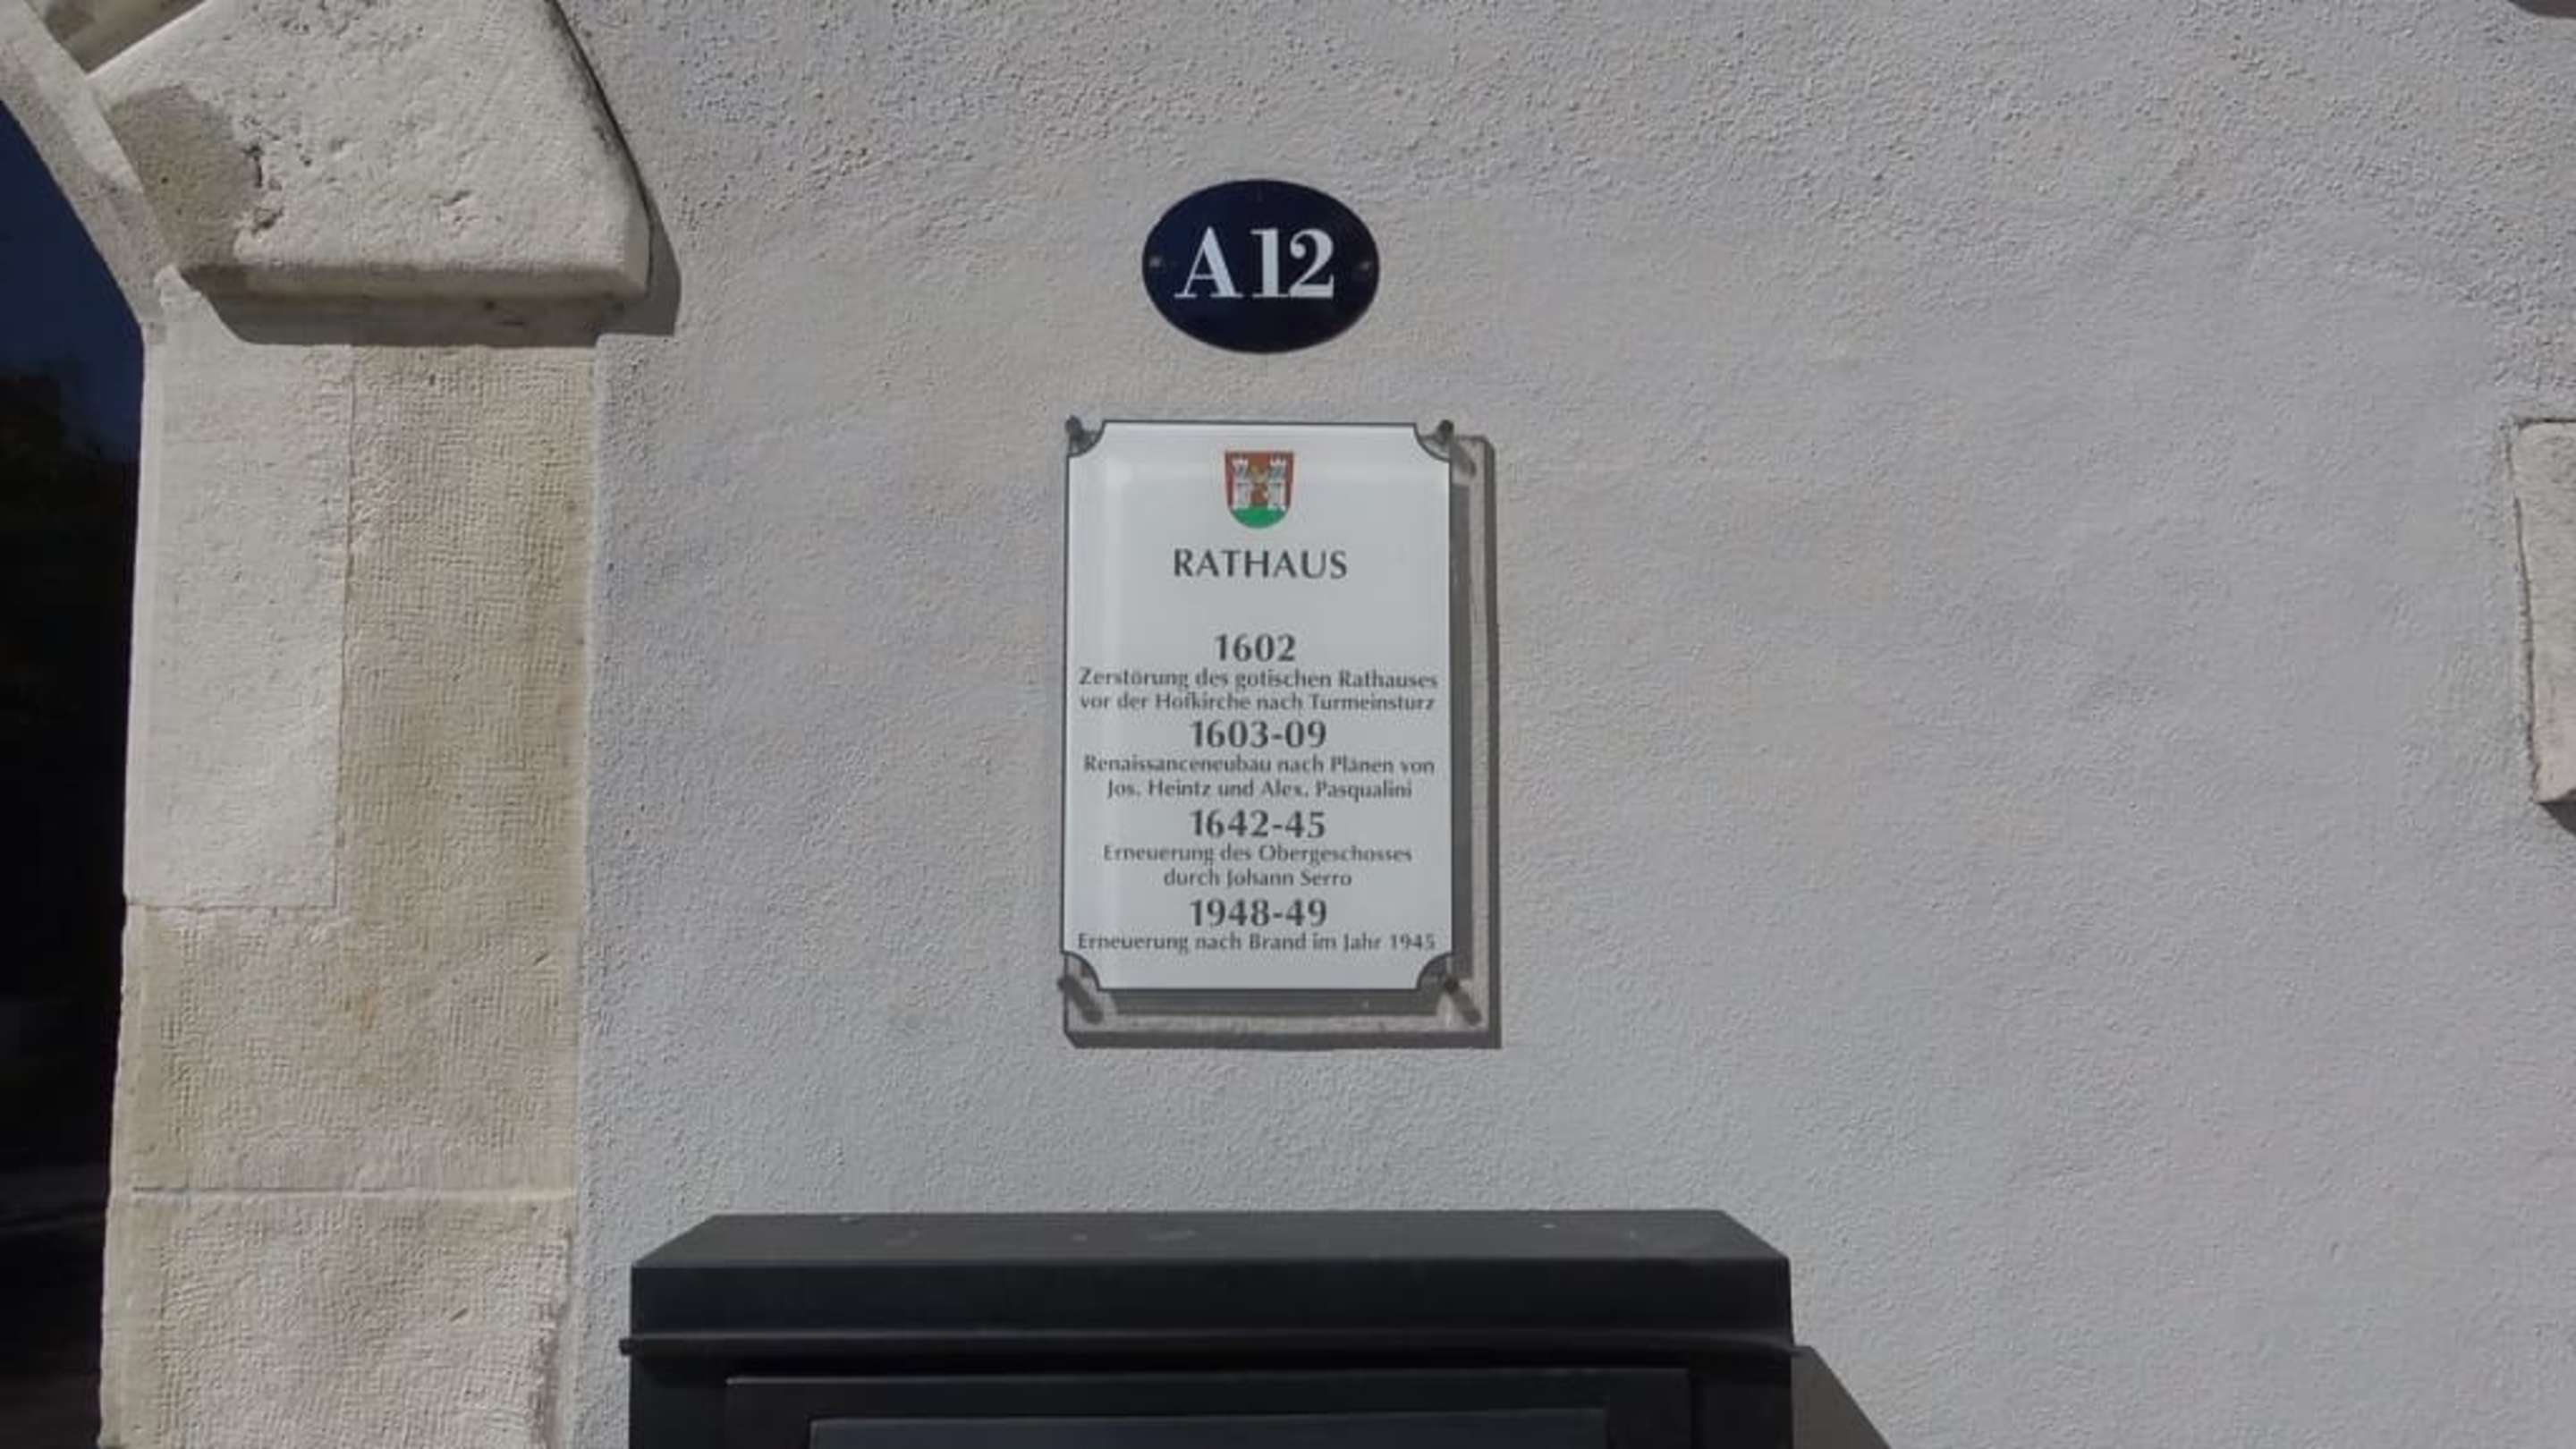 A 12
RATHAUS
1602
Zerstörung des gotischen Rathauses
vor der Hofkirche nach Turmeinsturz
1603-09
Renaissanceneubau nach Plänen von
Jos. Heintz und Alex. Pasqualini
1642-45
Erneuerung des Obergeschosses
durch Johann Serro
1948-49
Erneuerung nach Brand im Jahr 1945